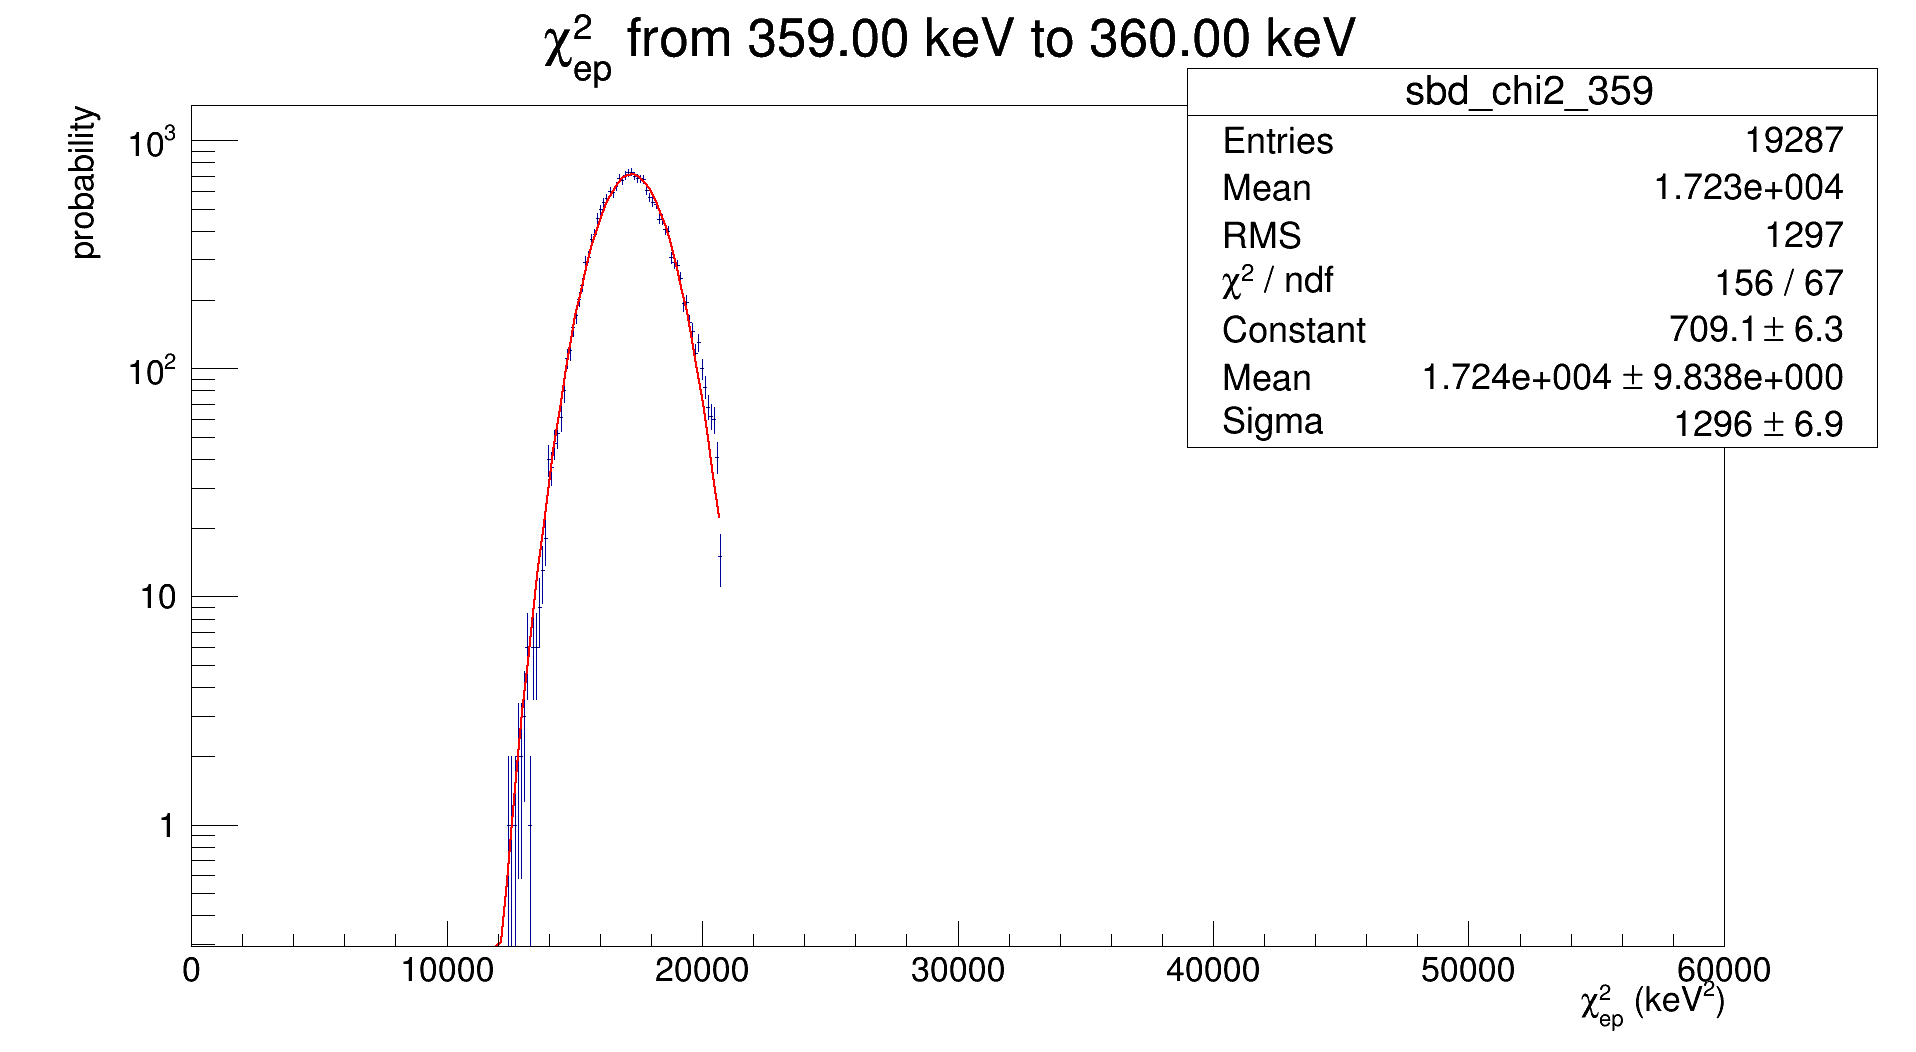 χ²ep from 359.00 keV to 360.00 keV
sbd_chi2_359
Entries 19287
Mean 1.723e+004
RMS 1297
χ² / ndf 156 / 67
Constant 709.1 ± 6.3
Mean 1.724e+004 ± 9.838e+000
Sigma 1296 ± 6.9
probability
10³
10²
10
1
0 10000 20000 30000 40000 50000 60000
χ²ep (keV²)